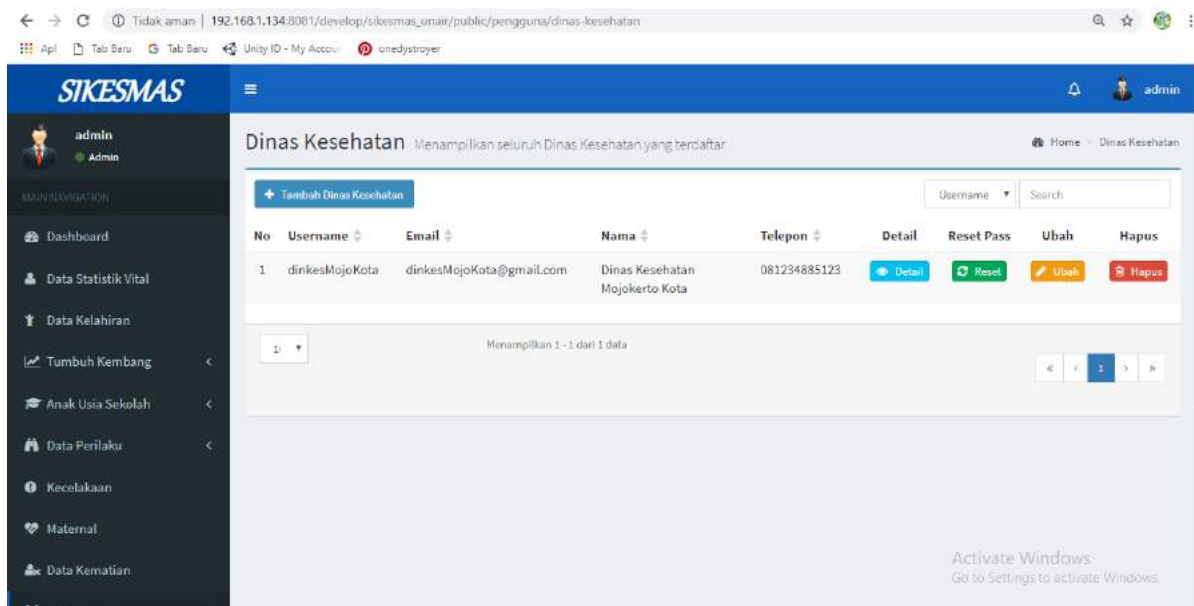 Tidak aman | 192.168.1.134:8081/develop/sikesmas_unair/public/pengguna/dinas-kesehatan
Apl Tab Baru Tab Baru Unity ID - My Accou onedystroyer
SIKESMAS
admin
admin
Admin
Dinas Kesehatan Menampilkan seluruh Dinas Kesehatan yang terdaftar
Home > Dinas Kesehatan
MAIN NAVIGATION
Tambah Dinas Kesehatan
Username
Search
Dashboard
Data Statistik Vital
Data Kelahiran
Tumbuh Kembang
Anak Usia Sekolah
Data Perilaku
Kecelakaan
Maternal
Data Kematian
No Username Email Nama Telepon Detail Reset Pass Ubah Hapus
1 dinkesMojoKota dinkesMojoKota@gmail.com Dinas Kesehatan 081234885123 Detail Reset Ubah Hapus
Mojokerto Kota
Menampilkan 1 - 1 dari 1 data
« ‹ 1 › »
Activate Windows
Go to Settings to activate Windows.